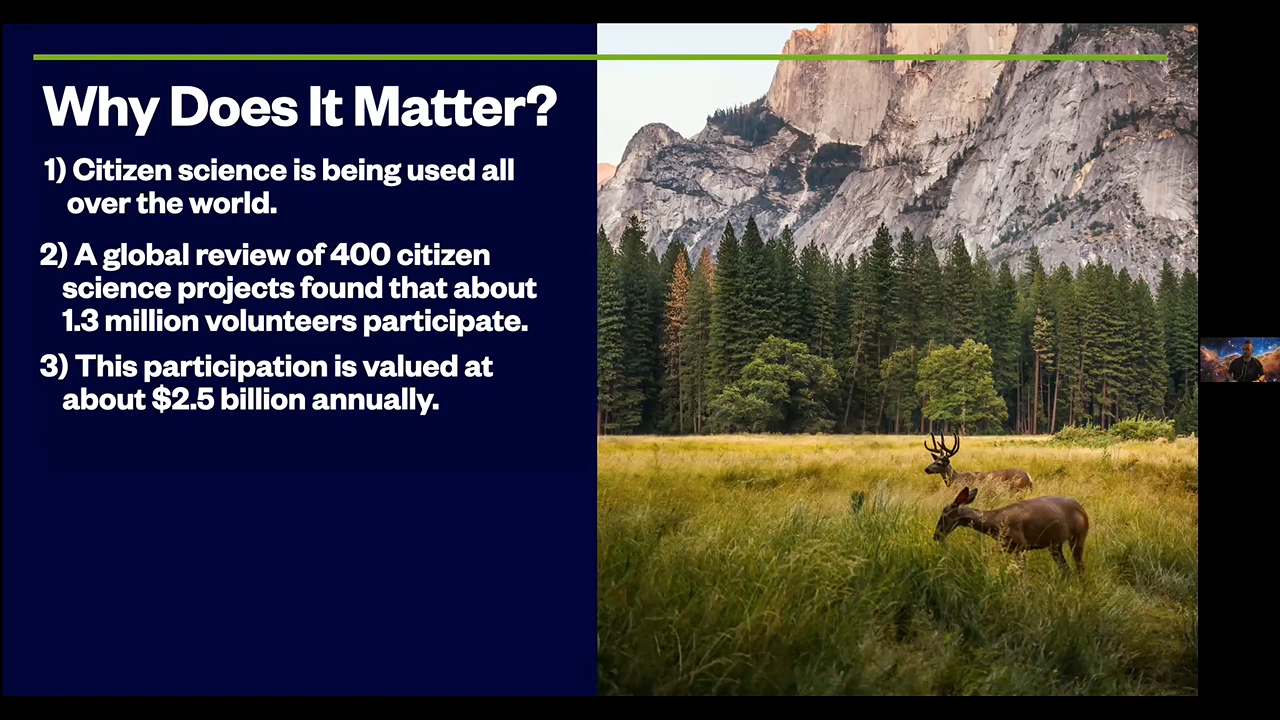 Why Does It Matter?
1) Citizen science is being used all
over the world.
2) A global review of 400 citizen
science projects found that about
1.3 million volunteers participate.
3) This participation is valued at
about $2.5 billion annually.